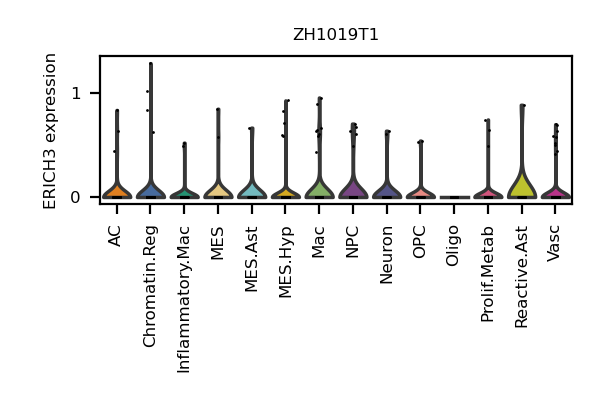 ZH1019T1
ERICH3 expression
1
0
AC
Chromatin.Reg
Inflammatory.Mac
MES
MES.Ast
MES.Hyp
Mac
NPC
Neuron
OPC
Oligo
Prolif.Metab
Reactive.Ast
Vasc